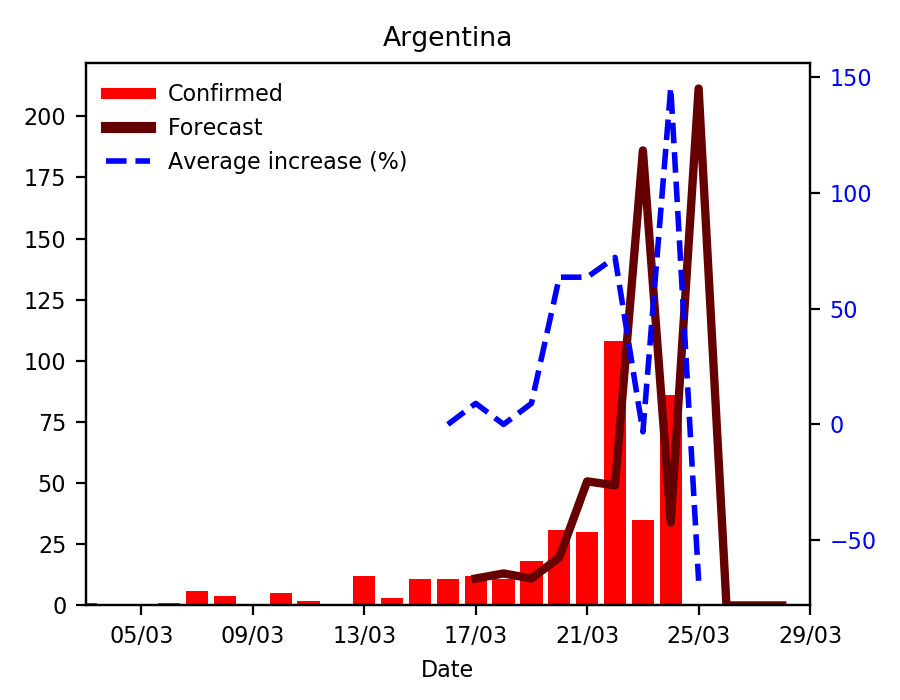 Argentina
Confirmed
Forecast
Average increase (%)
200
175
150
125
100
75
50
25
0
150
100
50
0
−50
05/03 09/03 13/03 17/03 21/03 25/03 29/03
Date